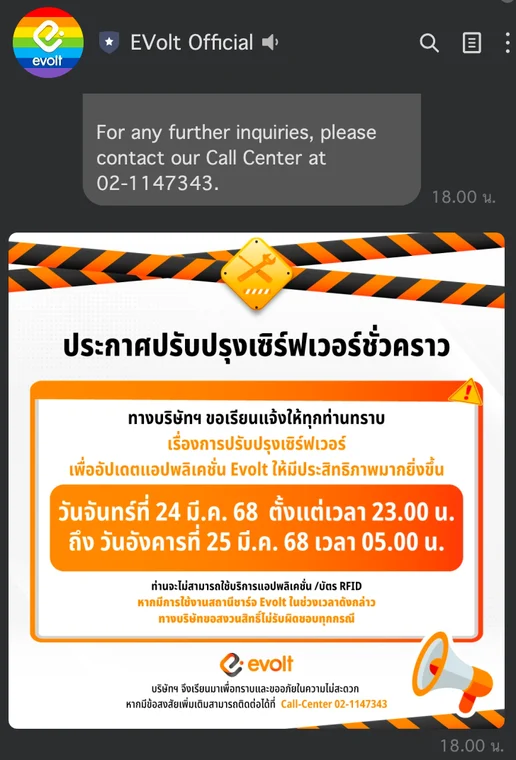 evolt
EVolt Official
For any further inquiries, please
contact our Call Center at
02-1147343.
18.00 น.
ประกาศปรับปรุงเซิร์ฟเวอร์ชั่วคราว
ทางบริษัทฯ ขอเรียนแจ้งให้ทุกท่านทราบ
เรื่องการปรับปรุงเซิร์ฟเวอร์
เพื่ออัปเดตแอปพลิเคชั่น Evolt ให้มีประสิทธิภาพมากยิ่งขึ้น
วันจันทร์ที่ 24 มี.ค. 68 ตั้งแต่เวลา 23.00 น.
ถึง วันอังคารที่ 25 มี.ค. 68 เวลา 05.00 น.
ท่านจะไม่สามารถใช้บริการแอปพลิเคชั่น /บัตร RFID
หากมีการใช้งานสถานีชาร์จ Evolt ในช่วงเวลาดังกล่าว
ทางบริษัทขอสงวนสิทธิ์ไม่รับผิดชอบทุกกรณี
evolt
บริษัทฯ จึงเรียนมาเพื่อทราบและขออภัยในความไม่สะดวก
หากมีข้อสงสัยเพิ่มเติมสามารถติดต่อได้ที่ Call-Center 02-1147343
18.00 น.